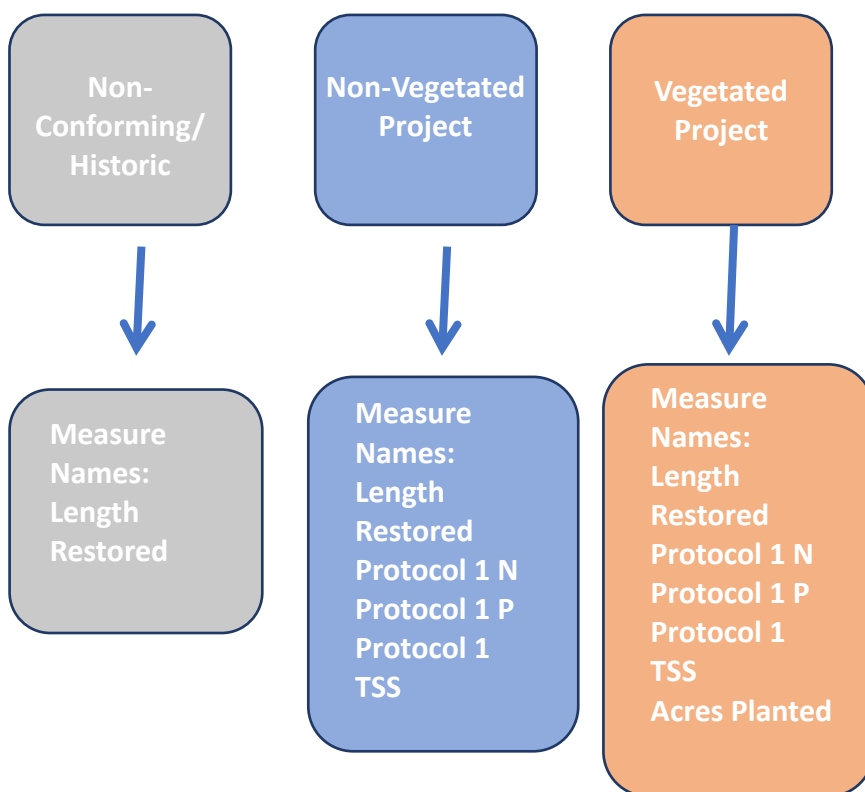 Non-
Conforming/
Historic
Non-Vegetated
Project
Vegetated
Project
Measure
Names:
Length
Restored
Measure
Names:
Length
Restored
Protocol 1 N
Protocol 1 P
Protocol 1
TSS
Measure
Names:
Length
Restored
Protocol 1 N
Protocol 1 P
Protocol 1
TSS
Acres Planted